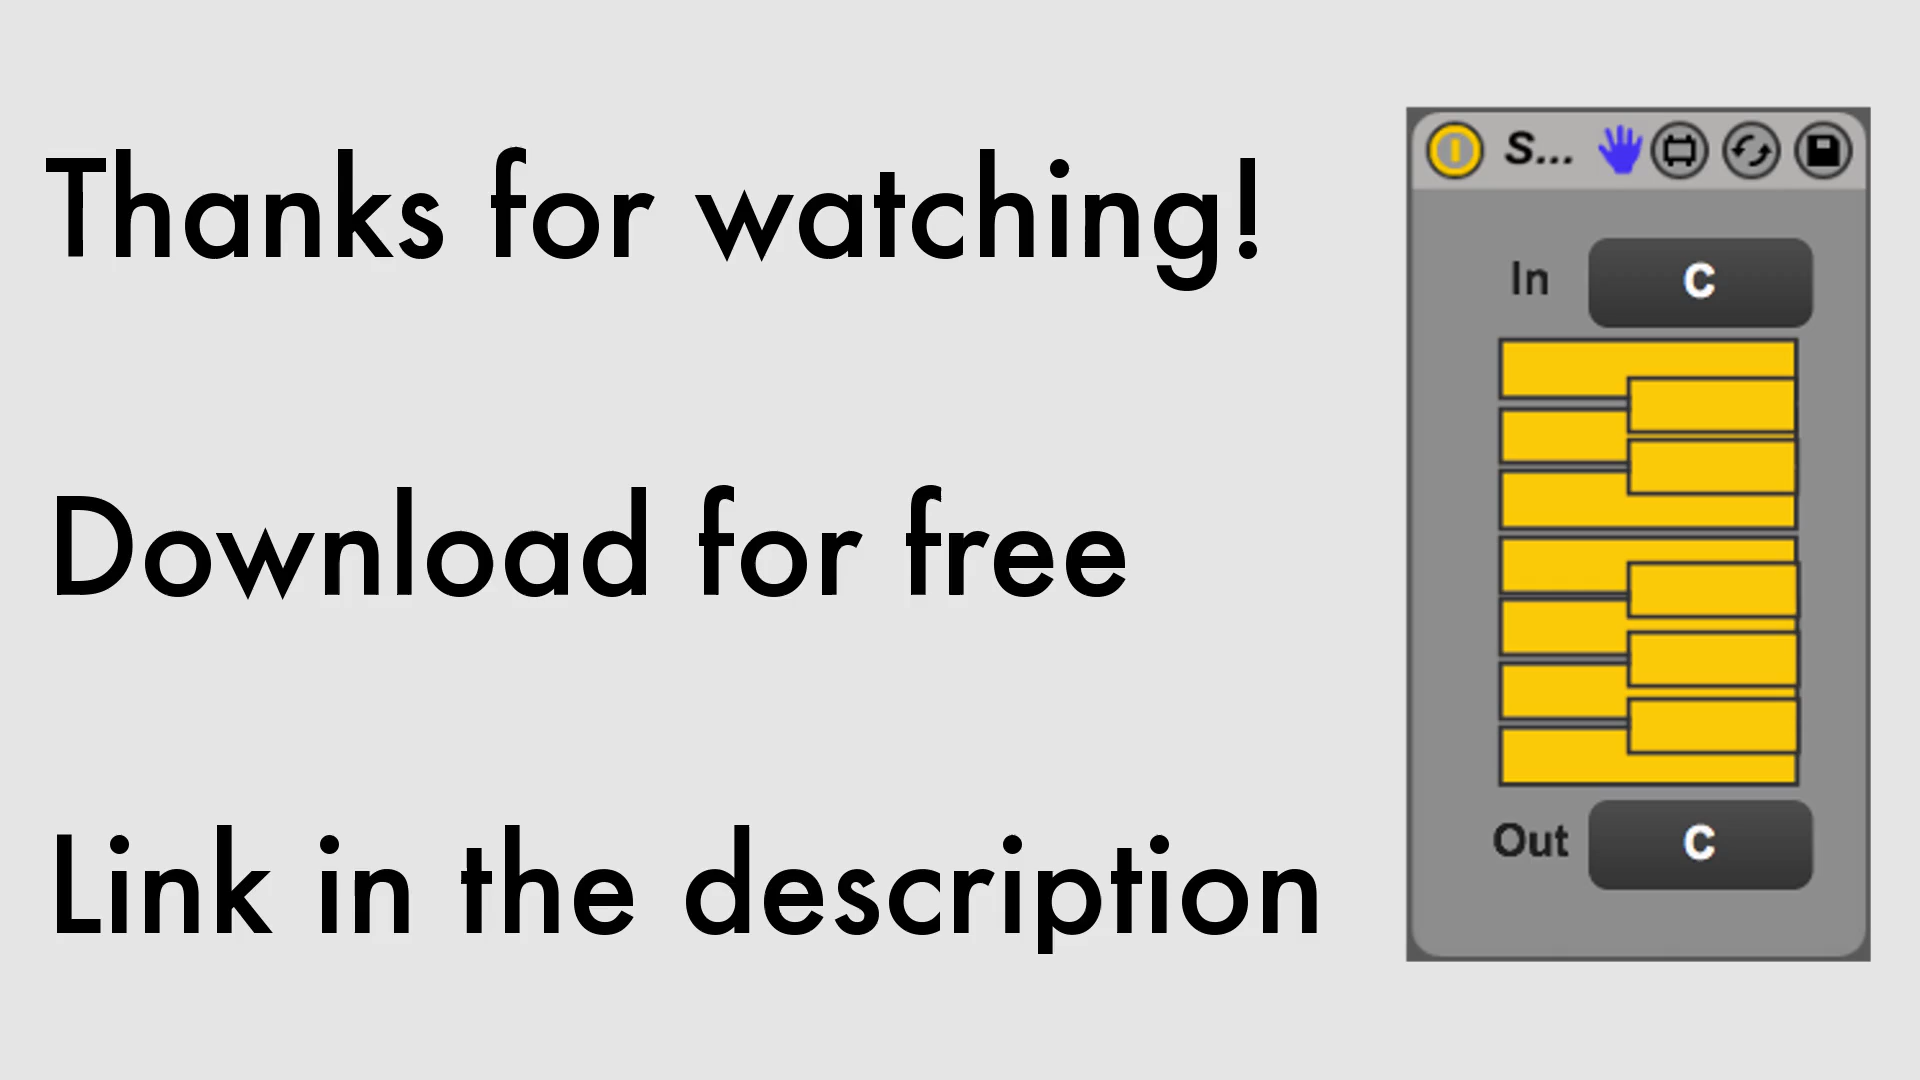 Thanks for watching!
Download for free
Link in the description
S...
In C
Out C